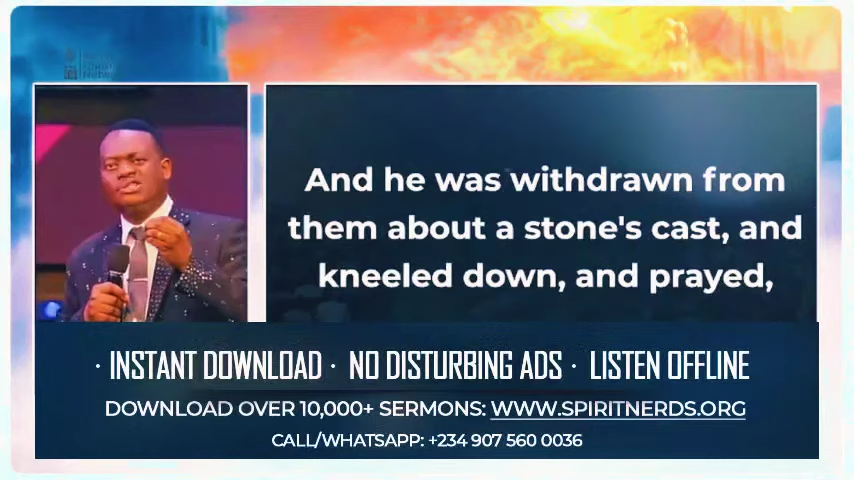 And he was withdrawn from
them about a stone's cast, and
kneeled down, and prayed,
· INSTANT DOWNLOAD · NO DISTURBING ADS · LISTEN OFFLINE
DOWNLOAD OVER 10,000+ SERMONS: WWW.SPIRITNERDS.ORG
CALL/WHATSAPP: +234 907 560 0036